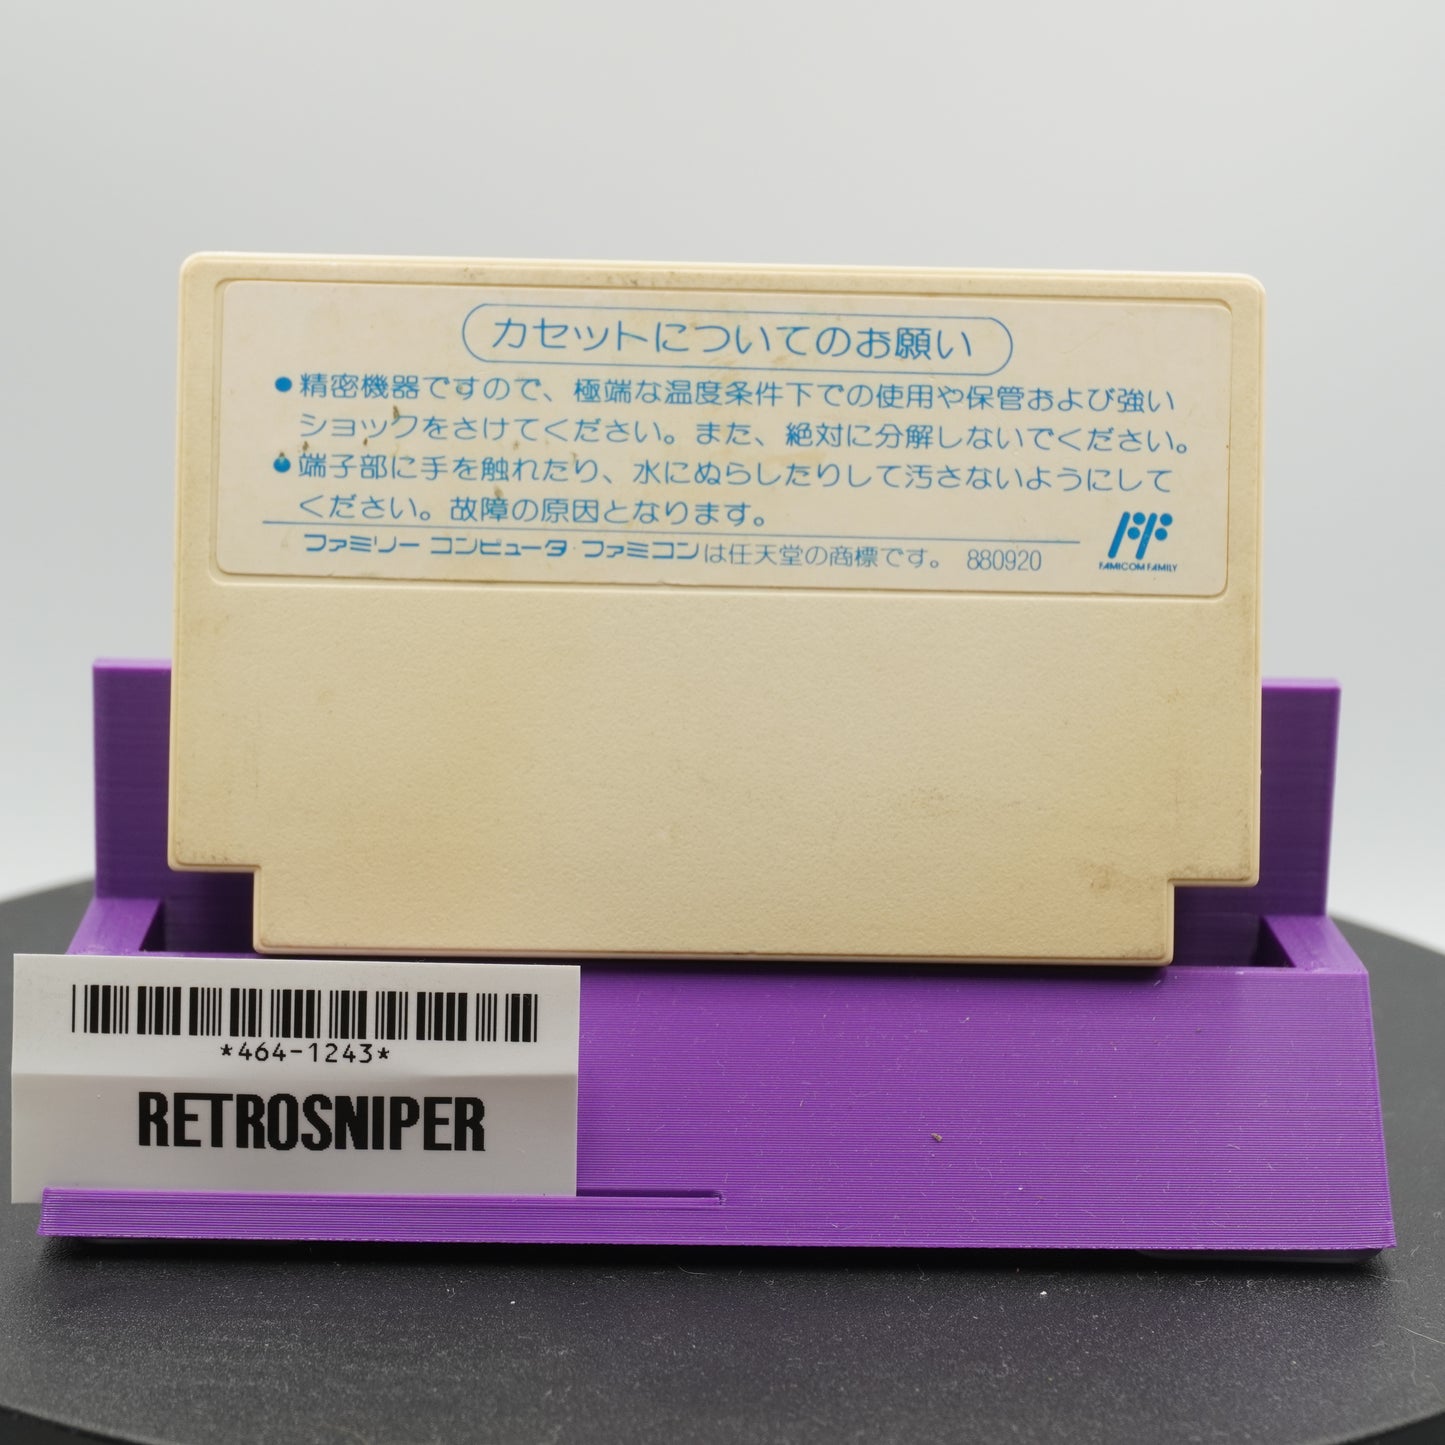 カセットについてのお願い
●精密機器ですので、極端な温度条件下での使用や保管および強い
ショックをさけてください。また、絶対に分解しないでください。
●端子部に手を触れたり、水にぬらしたりして汚さないようにして
ください。故障の原因となります。
ファミリー コンピュータ・ファミコンは任天堂の商標です。 880920
FAMICOM FAMILY
*464-1243*
RETROSNIPER